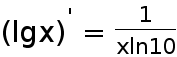 (lgx)' = 1/xln10